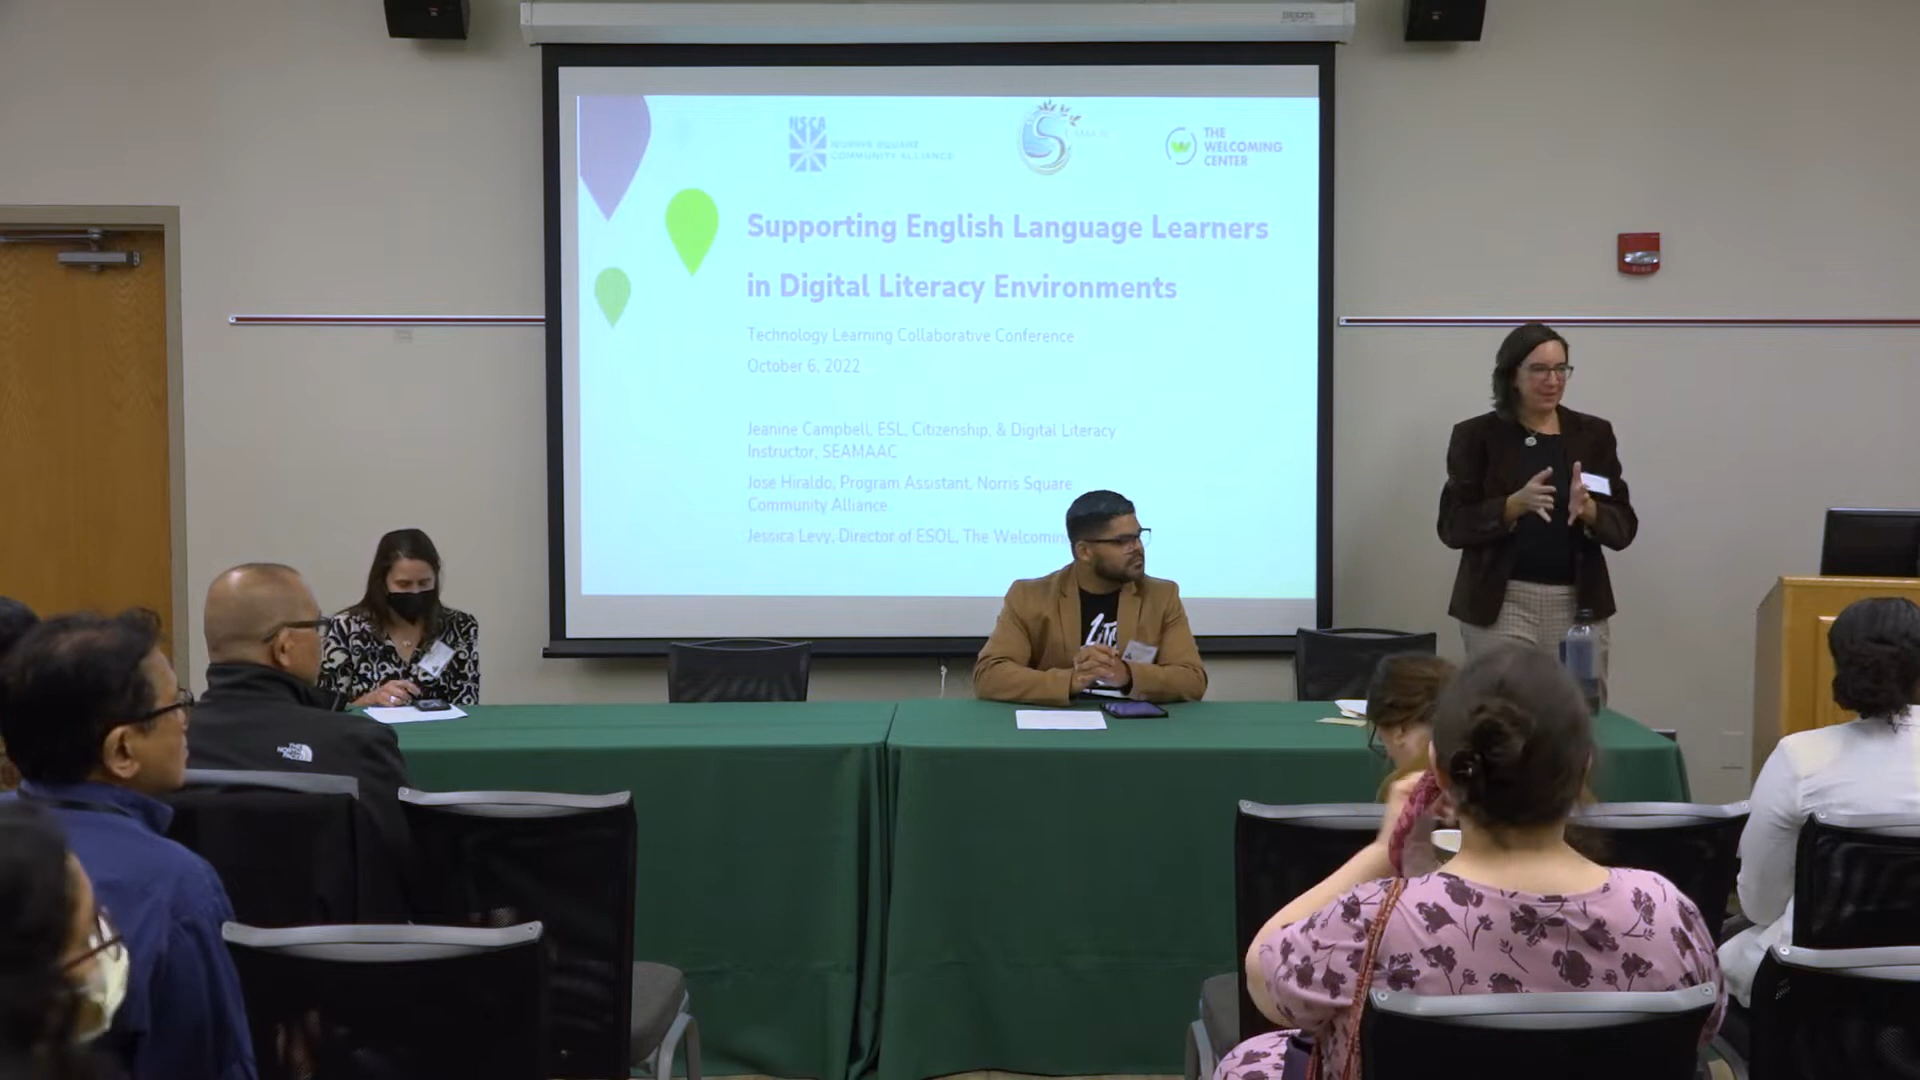 NSCA
NORRIS SQUARE
COMMUNITY ALLIANCE
THE
WELCOMING
CENTER
Supporting English Language Learners
in Digital Literacy Environments
Technology Learning Collaborative Conference
October 6, 2022
Jeanine Campbell, ESL, Citizenship, & Digital Literacy
Instructor, SEAMAAC
Jose Hiraldo, Program Assistant, Norris Square
Community Alliance
Jessica Levy, Director of ESOL, The Welcomin
THE
NORTH
FACE